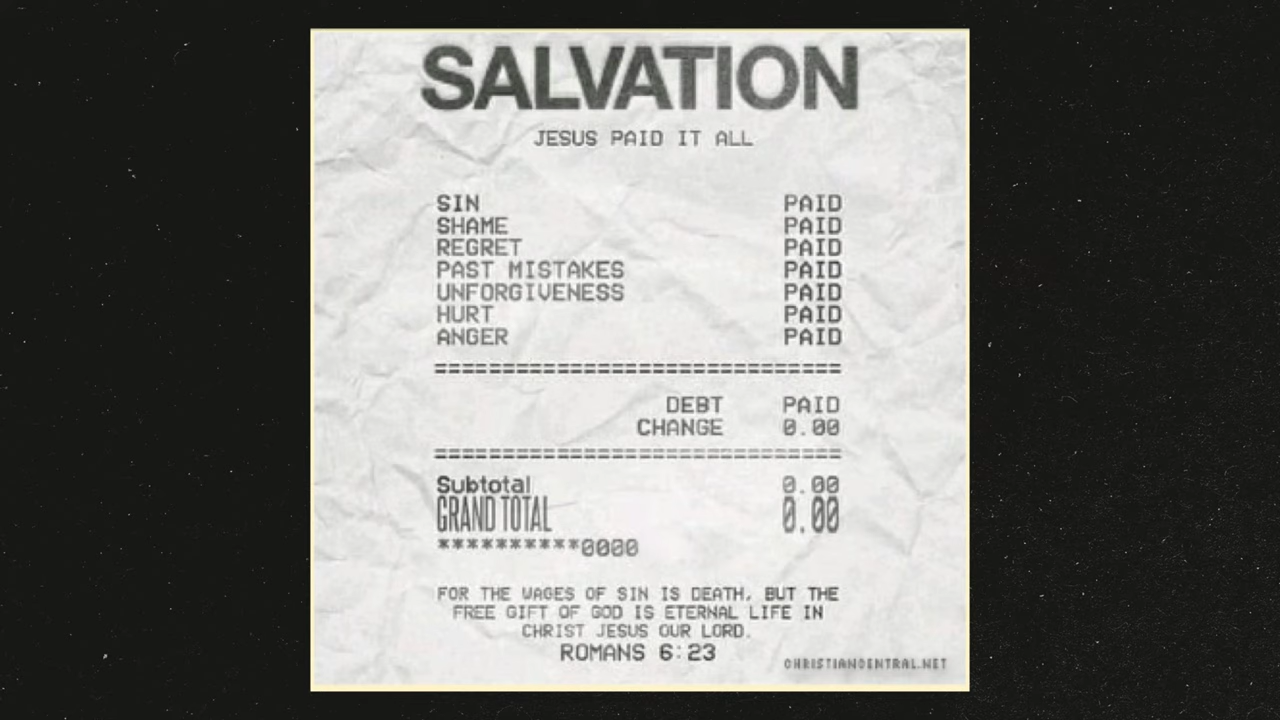 SALVATION
JESUS PAID IT ALL
SIN PAID
SHAME PAID
REGRET PAID
PAST MISTAKES PAID
UNFORGIVENESS PAID
HURT PAID
ANGER PAID
==============================
DEBT PAID
CHANGE 0.00
==============================
Subtotal 0.00
GRAND TOTAL 0.00
**********0000
FOR THE WAGES OF SIN IS DEATH, BUT THE
FREE GIFT OF GOD IS ETERNAL LIFE IN
CHRIST JESUS OUR LORD.
ROMANS 6:23
CHRISTIANCENTRAL.NET